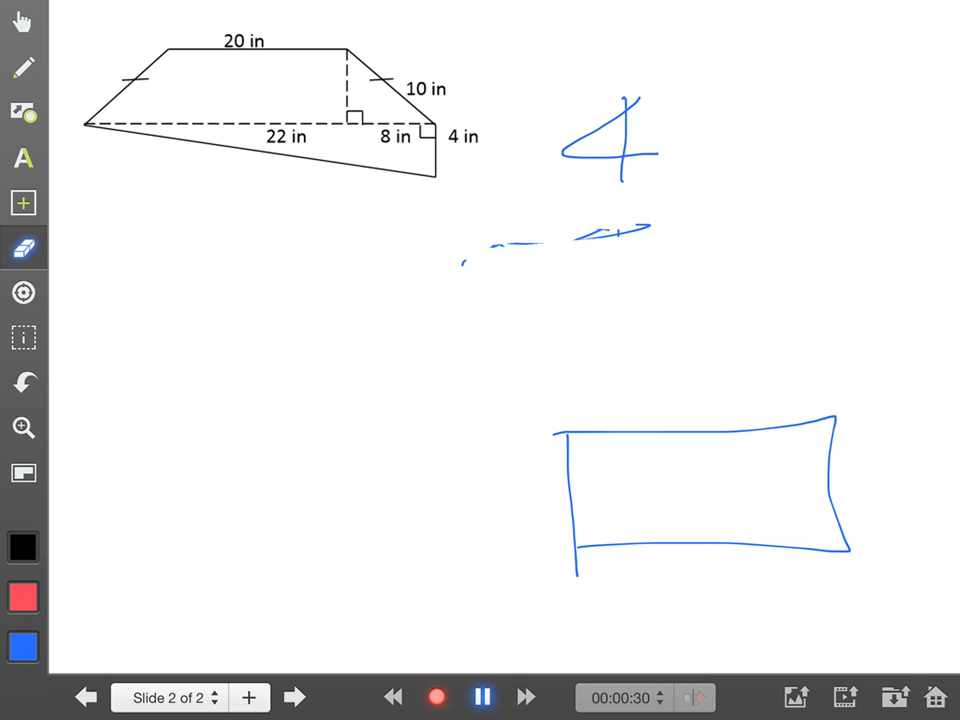 20 in
10 in
22 in
8 in
4 in
4
A
i
Slide 2 of 2
00:00:30